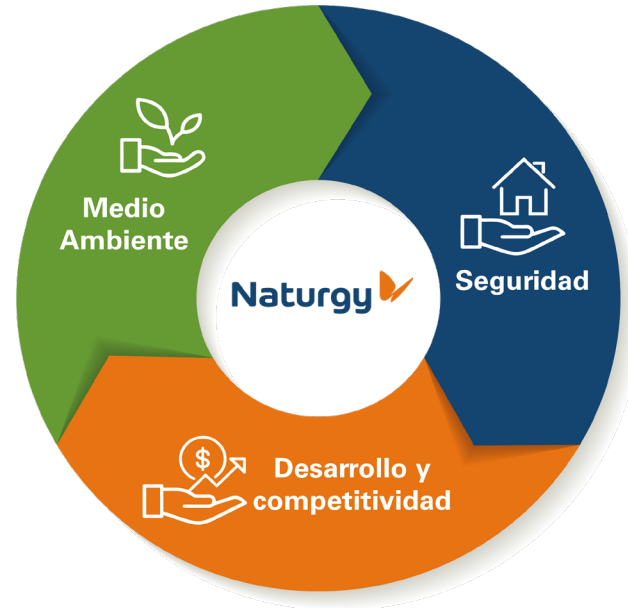 Medio
Ambiente
Seguridad
Naturgy
$
Desarrollo y
competitividad